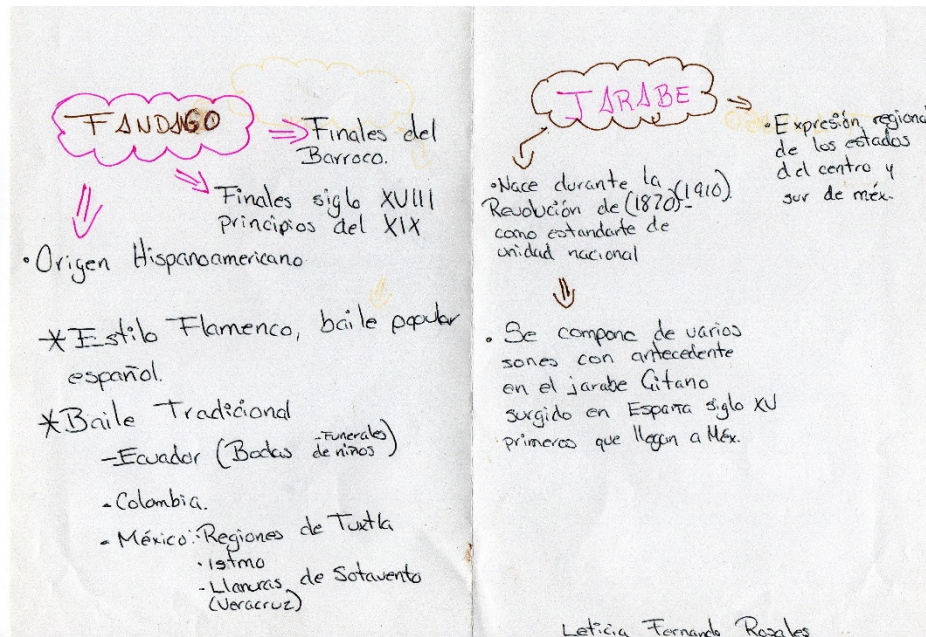 FANDAGO
⇒ Finales del
Barroco.
Finales siglo XVIII
principios del XIX
• Origen Hispanoamericano
* Estilo Flamenco, baile popular
español.
* Baile Tradicional
- Ecuador (Bodas - Funerales de niños)
- Colombia.
- México: • Regiones de Tuxtla
• istmo
- Llanuras de Sotavento
(Veracruz)
JARABE
• Expresión regional
de los estados
del centro y
sur de méx.
• Nace durante la
Revolución de (1870)-(1910)
como estandarte de
unidad nacional
• Se compone de varios
sones con antecedente
en el jarabe Gitano
surgido en España siglo XV
primeros que llegan a Méx.
Leticia Fernando Rosales